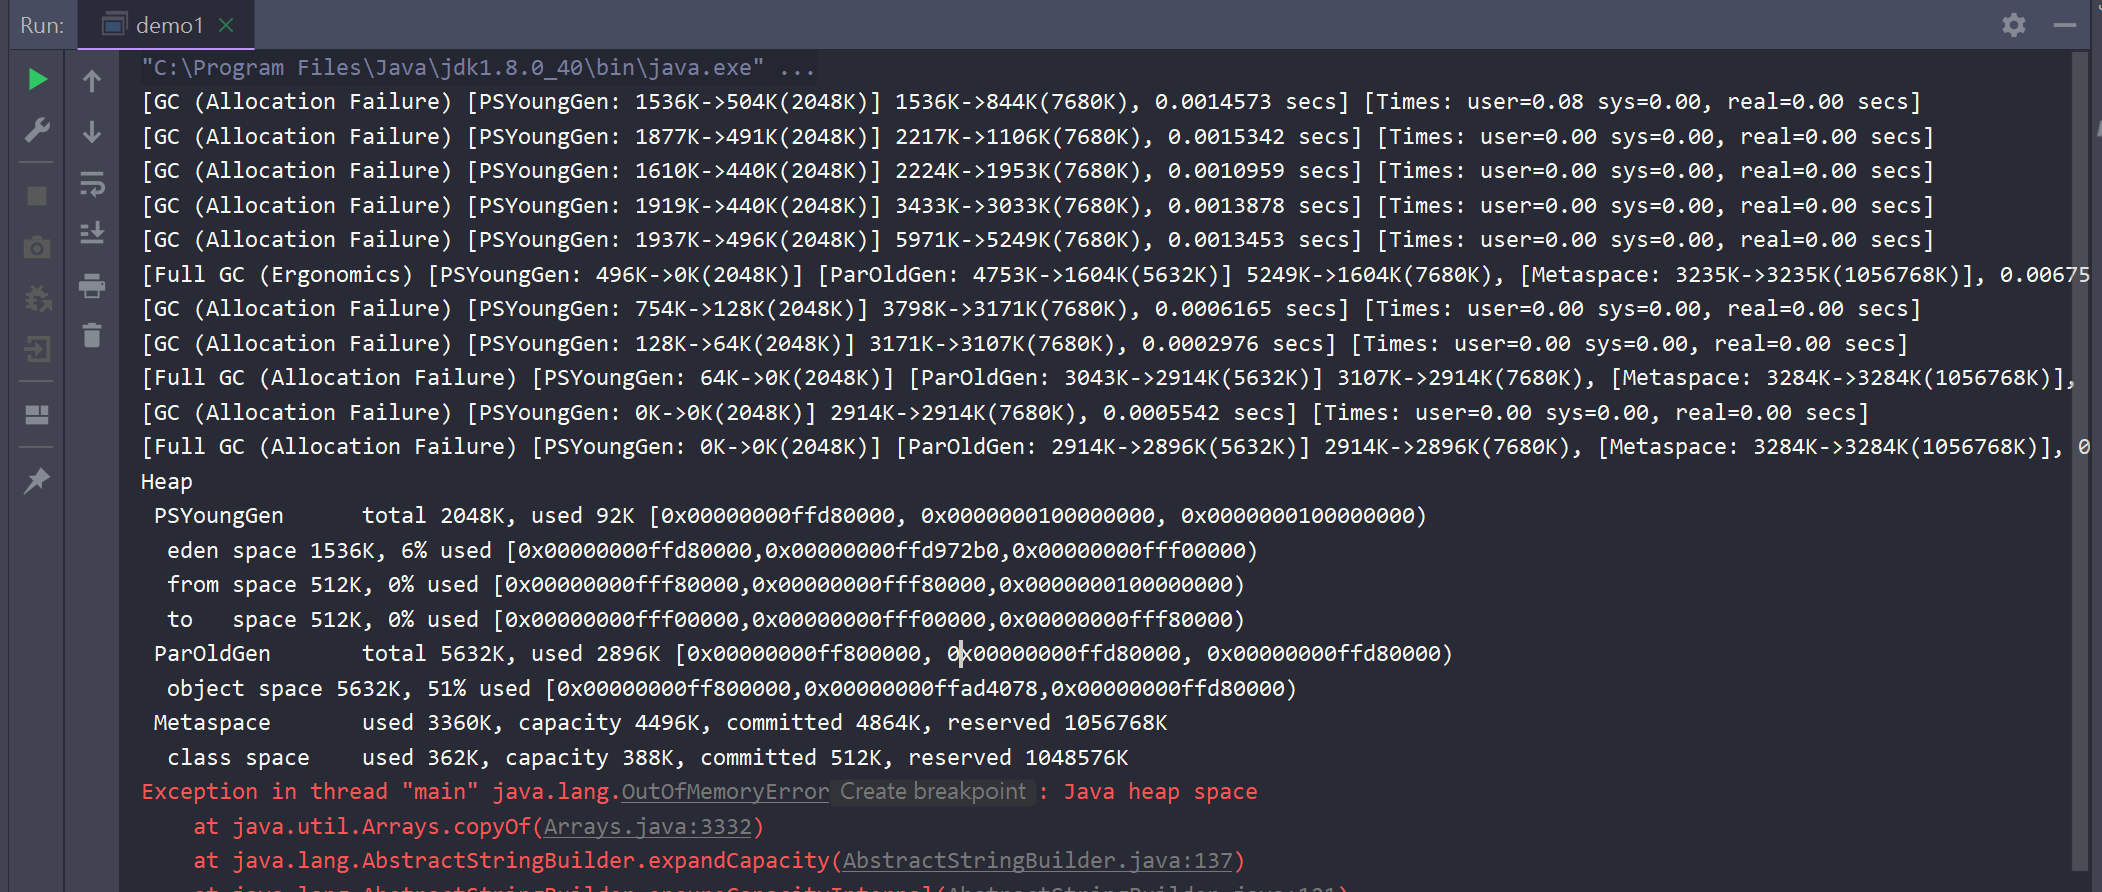 Run: demo1
"C:\Program Files\Java\jdk1.8.0_40\bin\java.exe" ...
[GC (Allocation Failure) [PSYoungGen: 1536K->504K(2048K)] 1536K->844K(7680K), 0.0014573 secs] [Times: user=0.08 sys=0.00, real=0.00 secs]
[GC (Allocation Failure) [PSYoungGen: 1877K->491K(2048K)] 2217K->1106K(7680K), 0.0015342 secs] [Times: user=0.00 sys=0.00, real=0.00 secs]
[GC (Allocation Failure) [PSYoungGen: 1610K->440K(2048K)] 2224K->1953K(7680K), 0.0010959 secs] [Times: user=0.00 sys=0.00, real=0.00 secs]
[GC (Allocation Failure) [PSYoungGen: 1919K->440K(2048K)] 3433K->3033K(7680K), 0.0013878 secs] [Times: user=0.00 sys=0.00, real=0.00 secs]
[GC (Allocation Failure) [PSYoungGen: 1937K->496K(2048K)] 5971K->5249K(7680K), 0.0013453 secs] [Times: user=0.00 sys=0.00, real=0.00 secs]
[Full GC (Ergonomics) [PSYoungGen: 496K->0K(2048K)] [ParOldGen: 4753K->1604K(5632K)] 5249K->1604K(7680K), [Metaspace: 3235K->3235K(1056768K)], 0.00675
[GC (Allocation Failure) [PSYoungGen: 754K->128K(2048K)] 3798K->3171K(7680K), 0.0006165 secs] [Times: user=0.00 sys=0.00, real=0.00 secs]
[GC (Allocation Failure) [PSYoungGen: 128K->64K(2048K)] 3171K->3107K(7680K), 0.0002976 secs] [Times: user=0.00 sys=0.00, real=0.00 secs]
[Full GC (Allocation Failure) [PSYoungGen: 64K->0K(2048K)] [ParOldGen: 3043K->2914K(5632K)] 3107K->2914K(7680K), [Metaspace: 3284K->3284K(1056768K)],
[GC (Allocation Failure) [PSYoungGen: 0K->0K(2048K)] 2914K->2914K(7680K), 0.0005542 secs] [Times: user=0.00 sys=0.00, real=0.00 secs]
[Full GC (Allocation Failure) [PSYoungGen: 0K->0K(2048K)] [ParOldGen: 2914K->2896K(5632K)] 2914K->2896K(7680K), [Metaspace: 3284K->3284K(1056768K)], 0
Heap
PSYoungGen total 2048K, used 92K [0x00000000ffd80000, 0x0000000100000000, 0x0000000100000000)
eden space 1536K, 6% used [0x00000000ffd80000,0x00000000ffd972b0,0x00000000fff00000)
from space 512K, 0% used [0x00000000fff80000,0x00000000fff80000,0x0000000100000000)
to space 512K, 0% used [0x00000000fff00000,0x00000000fff00000,0x00000000fff80000)
ParOldGen total 5632K, used 2896K [0x00000000ff800000, 0x00000000ffd80000, 0x00000000ffd80000)
object space 5632K, 51% used [0x00000000ff800000,0x00000000ffad4078,0x00000000ffd80000)
Metaspace used 3360K, capacity 4496K, committed 4864K, reserved 1056768K
class space used 362K, capacity 388K, committed 512K, reserved 1048576K
Exception in thread "main" java.lang.OutOfMemoryError Create breakpoint : Java heap space
at java.util.Arrays.copyOf(Arrays.java:3332)
at java.lang.AbstractStringBuilder.expandCapacity(AbstractStringBuilder.java:137)
at java.lang.AbstractStringBuilder.ensureCapacityInternal(AbstractStringBuilder.java:121)